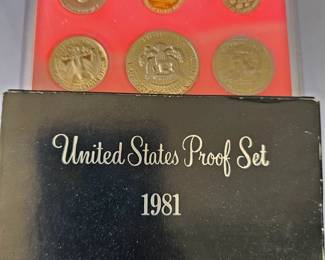 United States Proof Set
1981